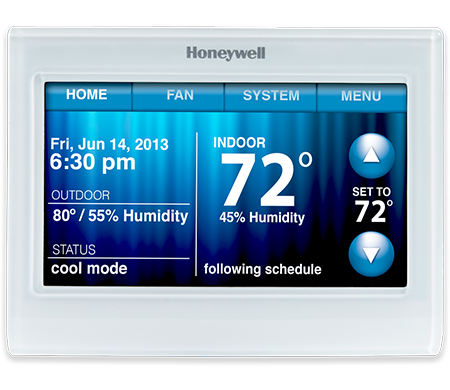 Honeywell
HOME FAN SYSTEM MENU
Fri, Jun 14, 2013
6:30 pm
OUTDOOR
80° / 55% Humidity
STATUS
cool mode
INDOOR
72°
45% Humidity
following schedule
SET TO
72°